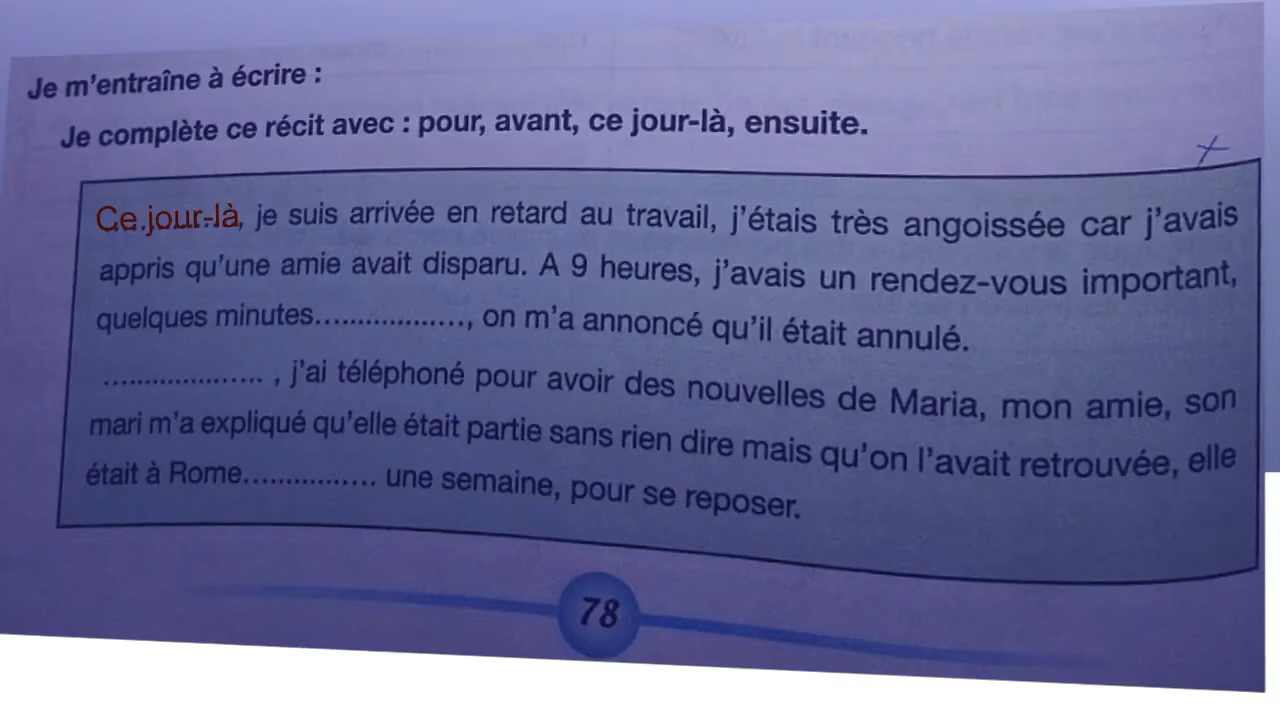 Je m'entraîne à écrire :
Je complète ce récit avec : pour, avant, ce jour-là, ensuite.
Ce jour-là, je suis arrivée en retard au travail, j'étais très angoissée car j'avais
appris qu'une amie avait disparu. A 9 heures, j'avais un rendez-vous important,
quelques minutes.................., on m'a annoncé qu'il était annulé.
.................... , j'ai téléphoné pour avoir des nouvelles de Maria, mon amie, son
mari m'a expliqué qu'elle était partie sans rien dire mais qu'on l'avait retrouvée, elle
était à Rome................ une semaine, pour se reposer.
78